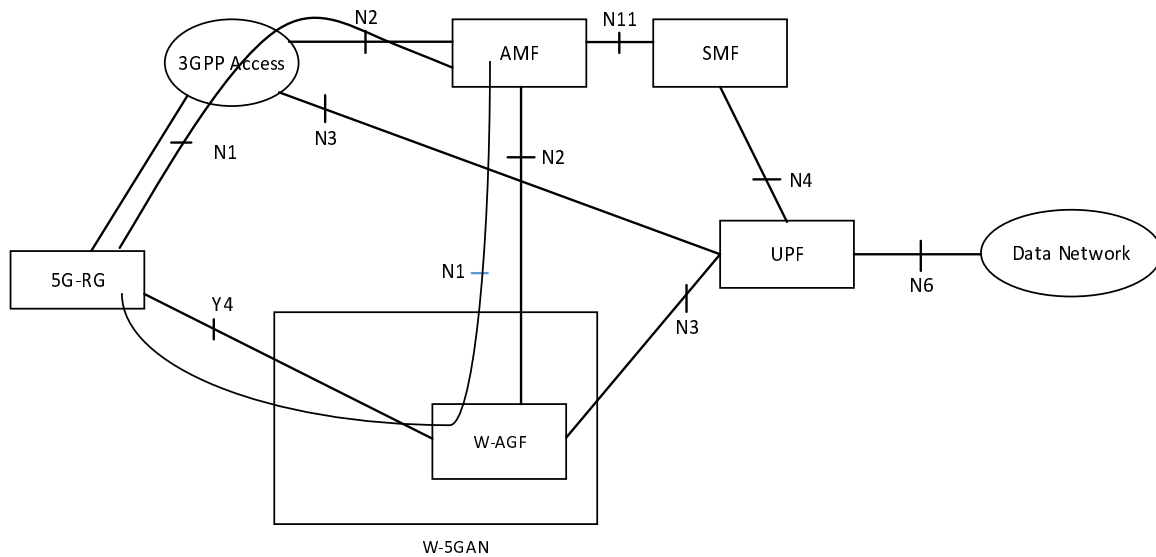 N2
N11
3GPP Access
AMF
SMF
N3
N1
N2
N4
5G-RG
N1
UPF
Data Network
N6
Y4
N3
W-AGF
W-5GAN